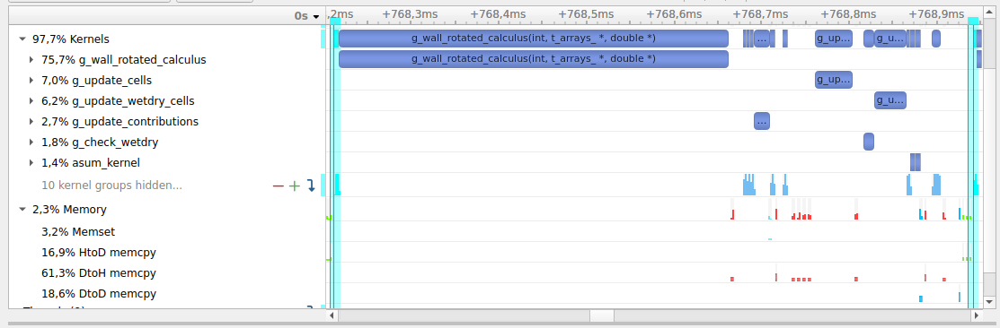 0s ,2ms +768,3ms +768,4ms +768,5ms +768,6ms +768,7ms +768,8ms +768,9ms
97,7% Kernels g_wall_rotated_calculus(int, t_arrays_ *, double *) ... g_up... g_u...
75,7% g_wall_rotated_calculus g_wall_rotated_calculus(int, t_arrays_ *, double *)
7,0% g_update_cells g_up...
6,2% g_update_wetdry_cells g_u...
2,7% g_update_contributions ...
1,8% g_check_wetdry
1,4% asum_kernel
10 kernel groups hidden...
2,3% Memory
3,2% Memset
16,9% HtoD memcpy
61,3% DtoH memcpy
18,6% DtoD memcpy